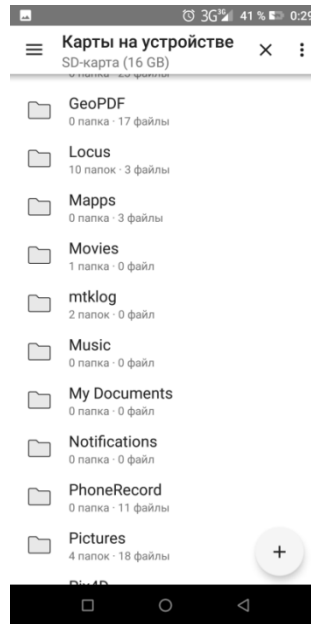 3G 3G 41 % 0:29
Карты на устройстве
SD-карта (16 GB)
GeoPDF
0 папка · 17 файлы
Locus
10 папок · 3 файлы
Mapps
0 папка · 3 файлы
Movies
1 папка · 0 файл
mtklog
2 папок · 0 файл
Music
0 папка · 0 файл
My Documents
0 папка · 0 файл
Notifications
0 папка · 0 файл
PhoneRecord
0 папка · 11 файлы
Pictures
4 папок · 18 файлы